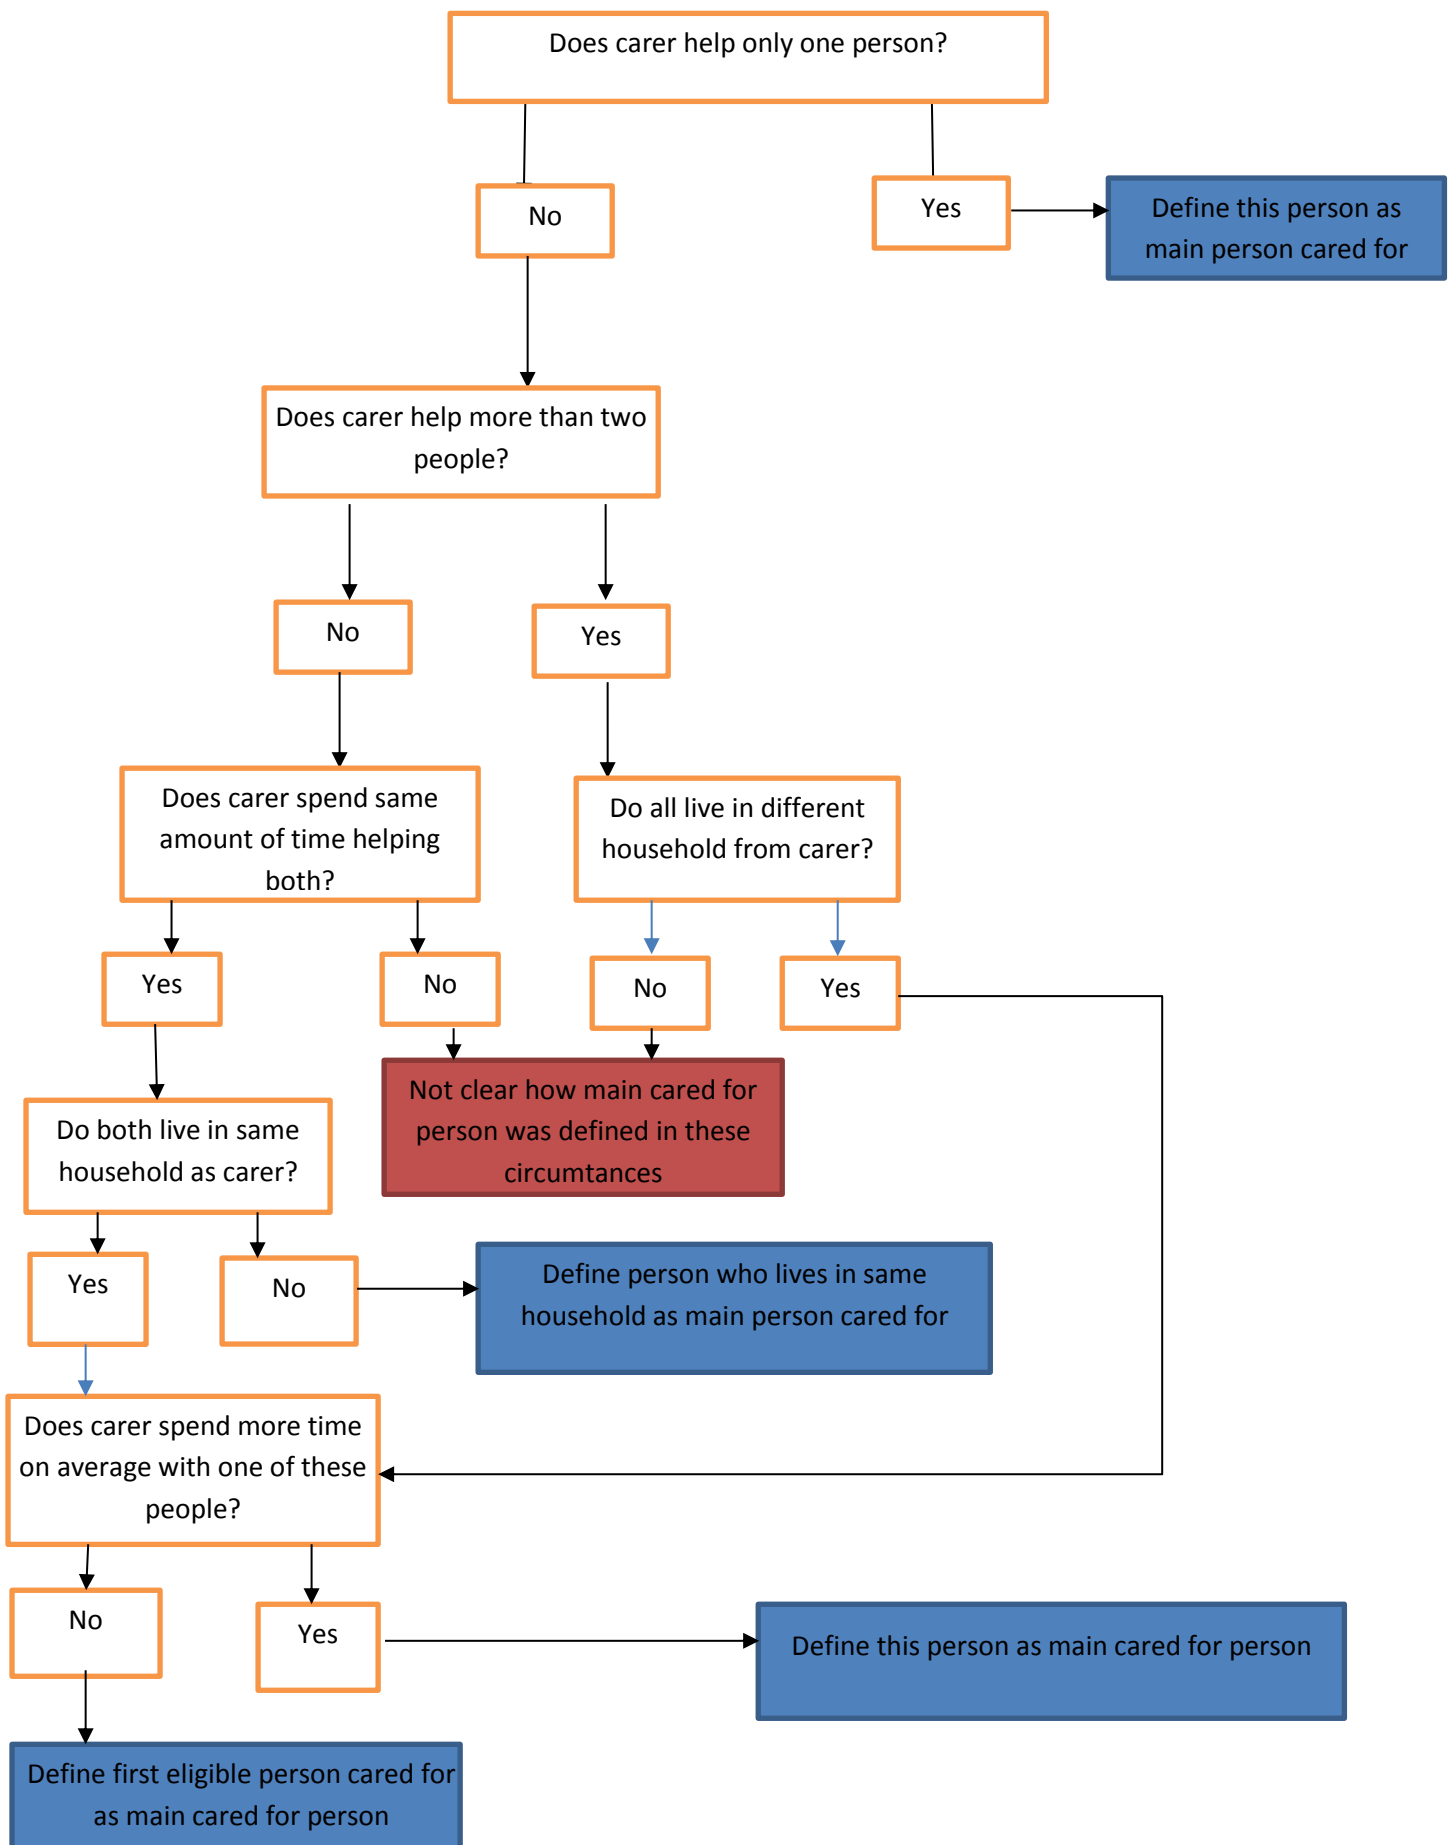 Does carer help only one person?
No
Yes
Define this person as
main person cared for
Does carer help more than two
people?
No
Yes
Does carer spend same
amount of time helping
both?
Do all live in different
household from carer?
Yes
No
No
Yes
Not clear how main cared for
person was defined in these
circumtances
Do both live in same
household as carer?
Yes
No
Define person who lives in same
household as main person cared for
Does carer spend more time
on average with one of these
people?
No
Yes
Define this person as main cared for person
Define first eligible person cared for
as main cared for person